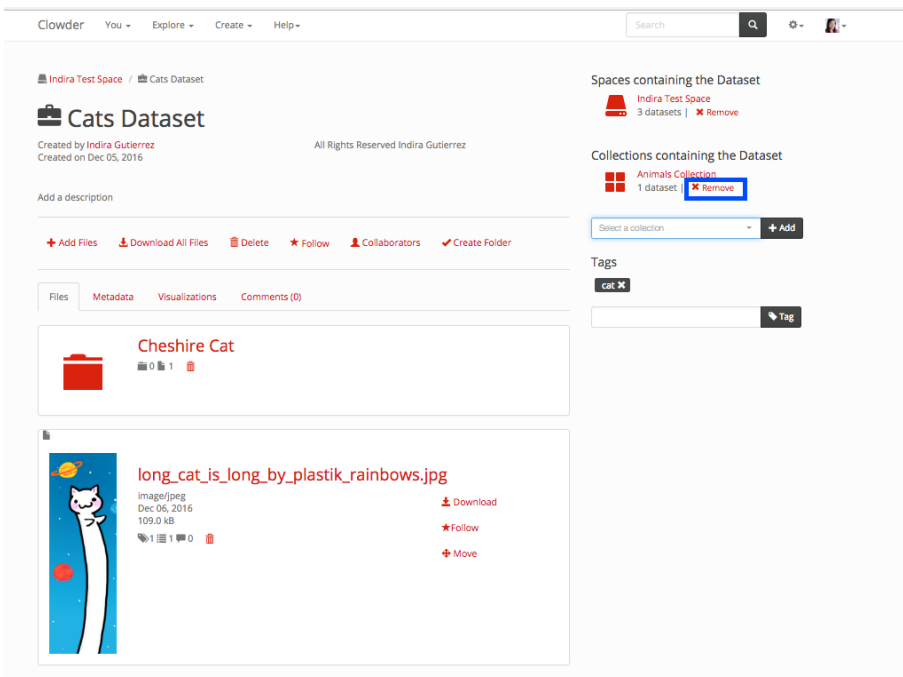 Clowder You Explore Create Help Search
Indira Test Space / Cats Dataset
Cats Dataset
Created by Indira Gutierrez
Created on Dec 05, 2016
All Rights Reserved Indira Gutierrez
Add a description
Add Files Download All Files Delete Follow Collaborators Create Folder
Files Metadata Visualizations Comments (0)
Cheshire Cat
0 1
long_cat_is_long_by_plastik_rainbows.jpg
image/jpeg
Dec 06, 2016
109.0 kB
1 1 0
Download
Follow
Move
Spaces containing the Dataset
Indira Test Space
3 datasets | Remove
Collections containing the Dataset
Animals Collection
1 dataset | Remove
Select a colection Add
Tags
cat
Tag